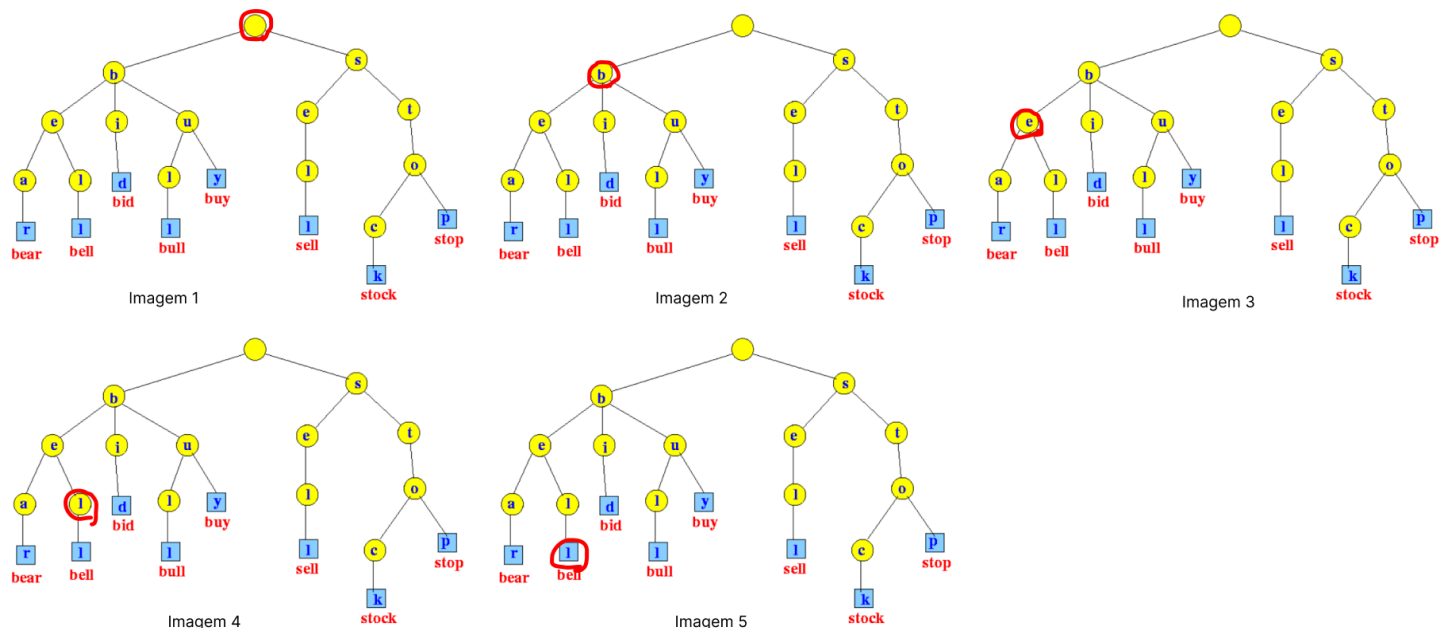 b
s
e
i
u
e
t
a
l
d
bid
l
y
buy
l
o
r
bear
l
bell
l
bull
l
sell
c
p
stop
k
stock
Imagem 1
b
s
e
i
u
e
t
a
l
d
bid
l
y
buy
l
o
r
bear
l
bell
l
bull
l
sell
c
p
stop
k
stock
Imagem 2
b
s
e
i
u
e
t
a
l
d
bid
l
y
buy
l
o
r
bear
l
bell
l
bull
l
sell
c
p
stop
k
stock
Imagem 3
b
s
e
i
u
e
t
a
l
d
bid
l
y
buy
l
o
r
bear
l
bell
l
bull
l
sell
c
p
stop
k
stock
Imagem 4
b
s
e
i
u
e
t
a
l
d
bid
l
y
buy
l
o
r
bear
l
bell
l
bull
l
sell
c
p
stop
k
stock
Imagem 5